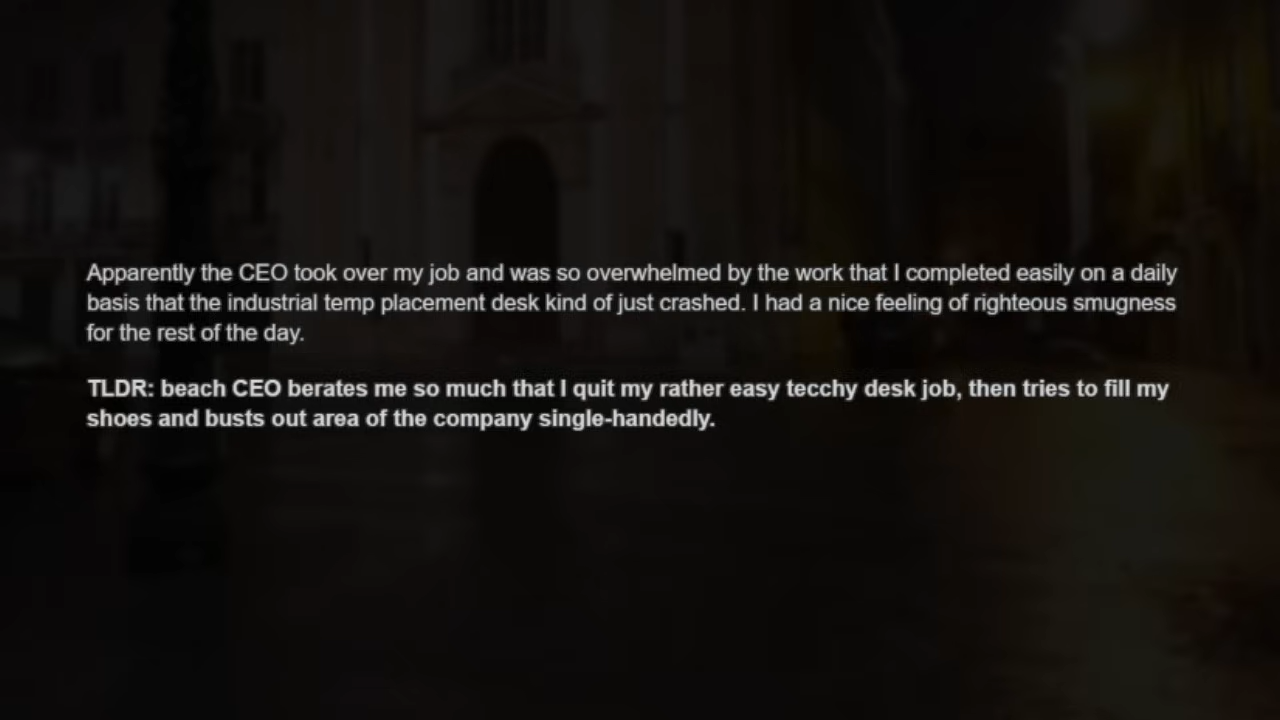 Apparently the CEO took over my job and was so overwhelmed by the work that I completed easily on a daily
basis that the industrial temp placement desk kind of just crashed. I had a nice feeling of righteous smugness
for the rest of the day.
TLDR: beach CEO berates me so much that I quit my rather easy tecchy desk job, then tries to fill my
shoes and busts out area of the company single-handedly.